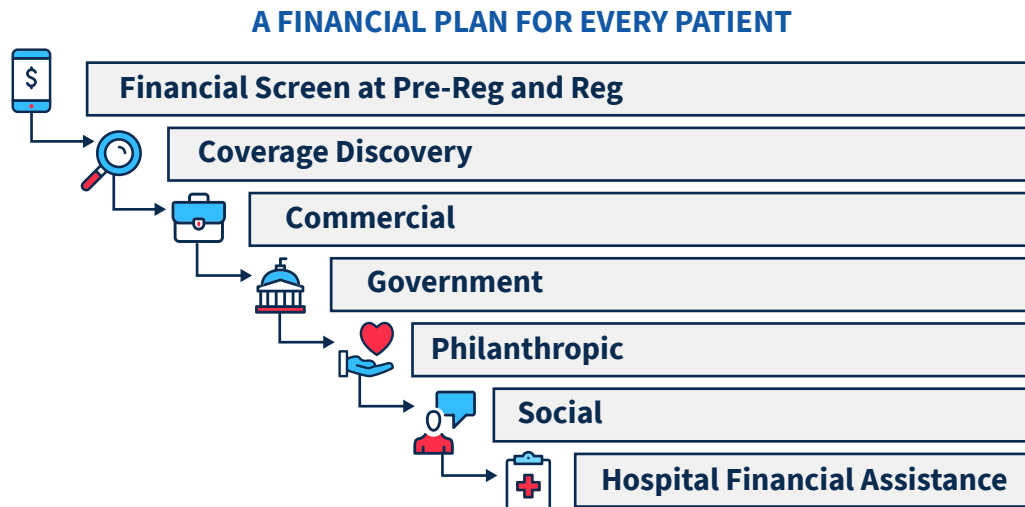 A FINANCIAL PLAN FOR EVERY PATIENT
$
Financial Screen at Pre-Reg and Reg
Coverage Discovery
Commercial
Government
Philanthropic
Social
Hospital Financial Assistance